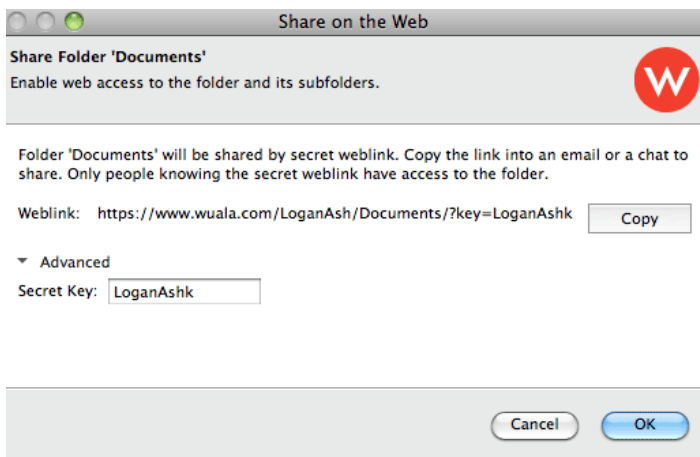 Share on the Web
Share Folder 'Documents'
Enable web access to the folder and its subfolders.
W
Folder 'Documents' will be shared by secret weblink. Copy the link into an email or a chat to
share. Only people knowing the secret weblink have access to the folder.
Weblink: https://www.wuala.com/LoganAsh/Documents/?key=LoganAshk Copy
Advanced
Secret Key: LoganAshk
Cancel OK